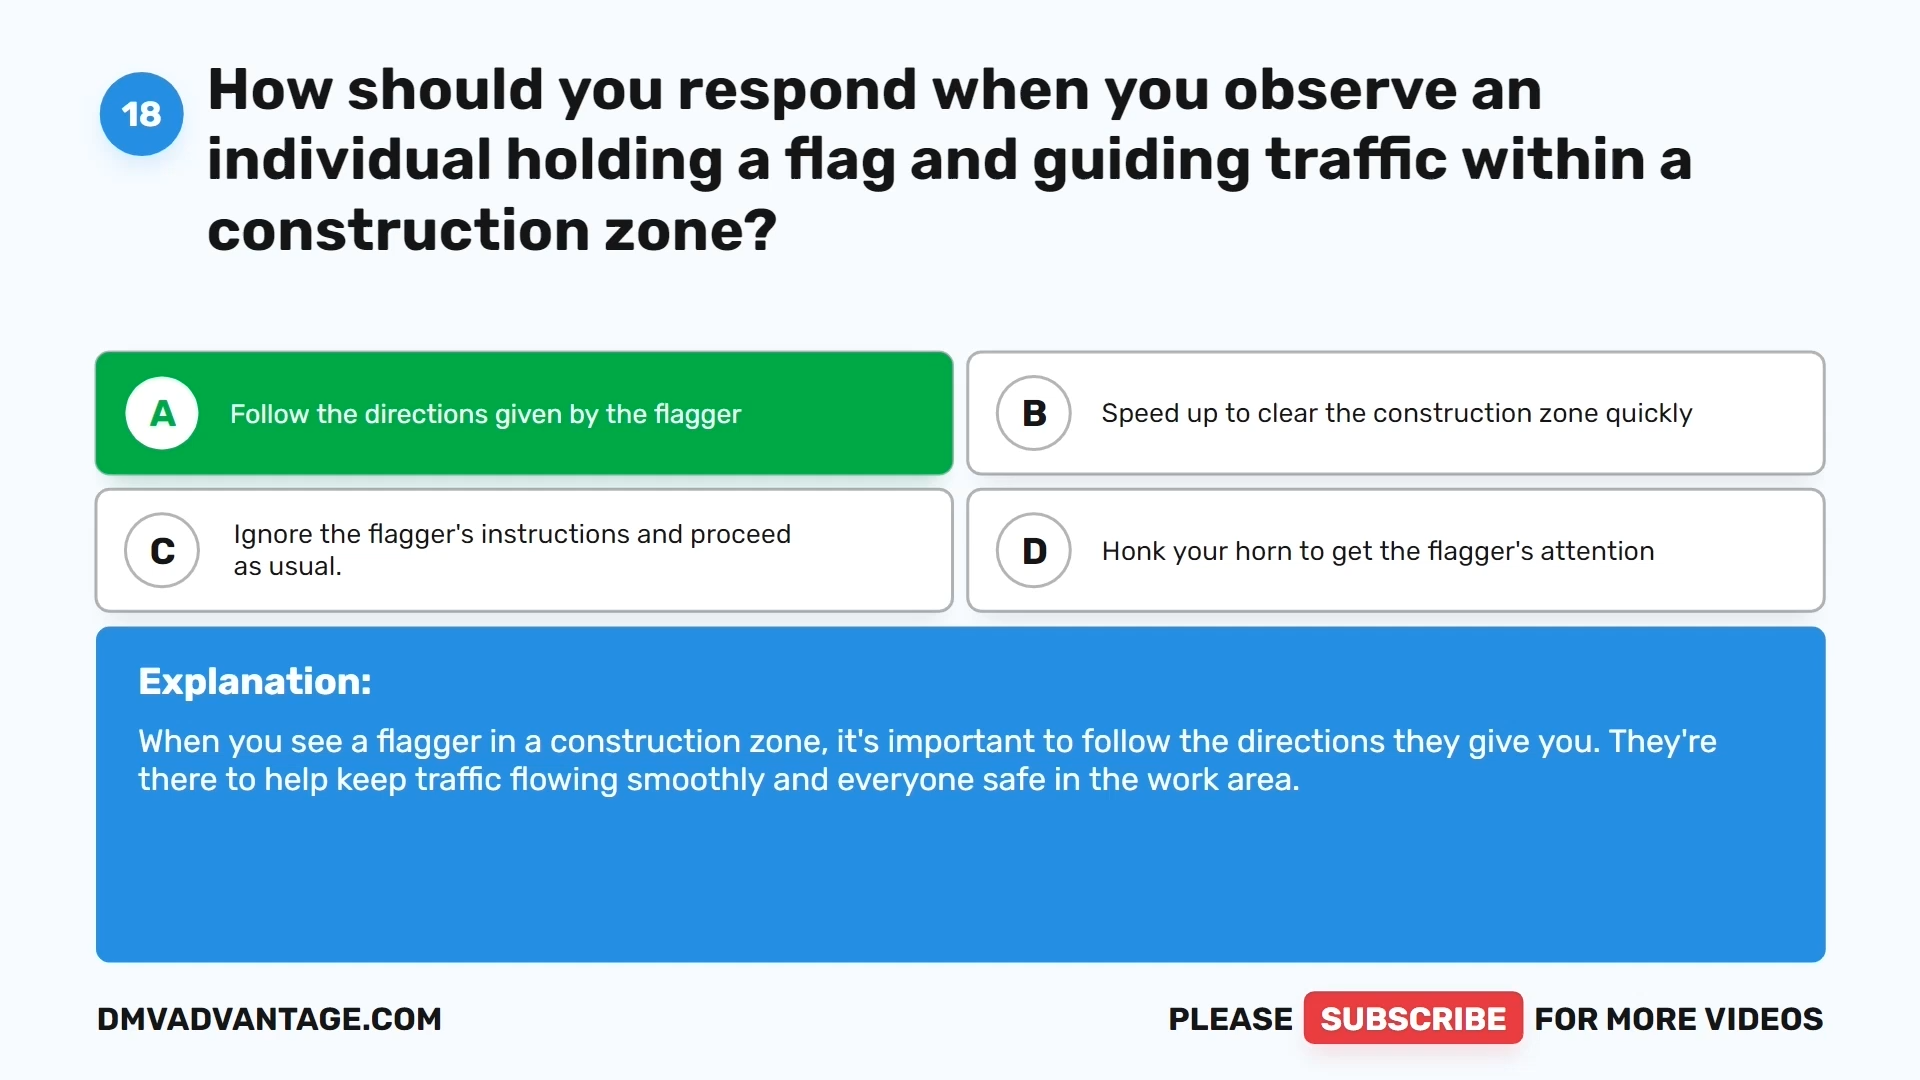 18
How should you respond when you observe an
individual holding a flag and guiding traffic within a
construction zone?
A
Follow the directions given by the flagger
B
Speed up to clear the construction zone quickly
C
Ignore the flagger's instructions and proceed
as usual.
D
Honk your horn to get the flagger's attention
Explanation:
When you see a flagger in a construction zone, it's important to follow the directions they give you. They're
there to help keep traffic flowing smoothly and everyone safe in the work area.
DMVADVANTAGE.COM
PLEASE SUBSCRIBE FOR MORE VIDEOS